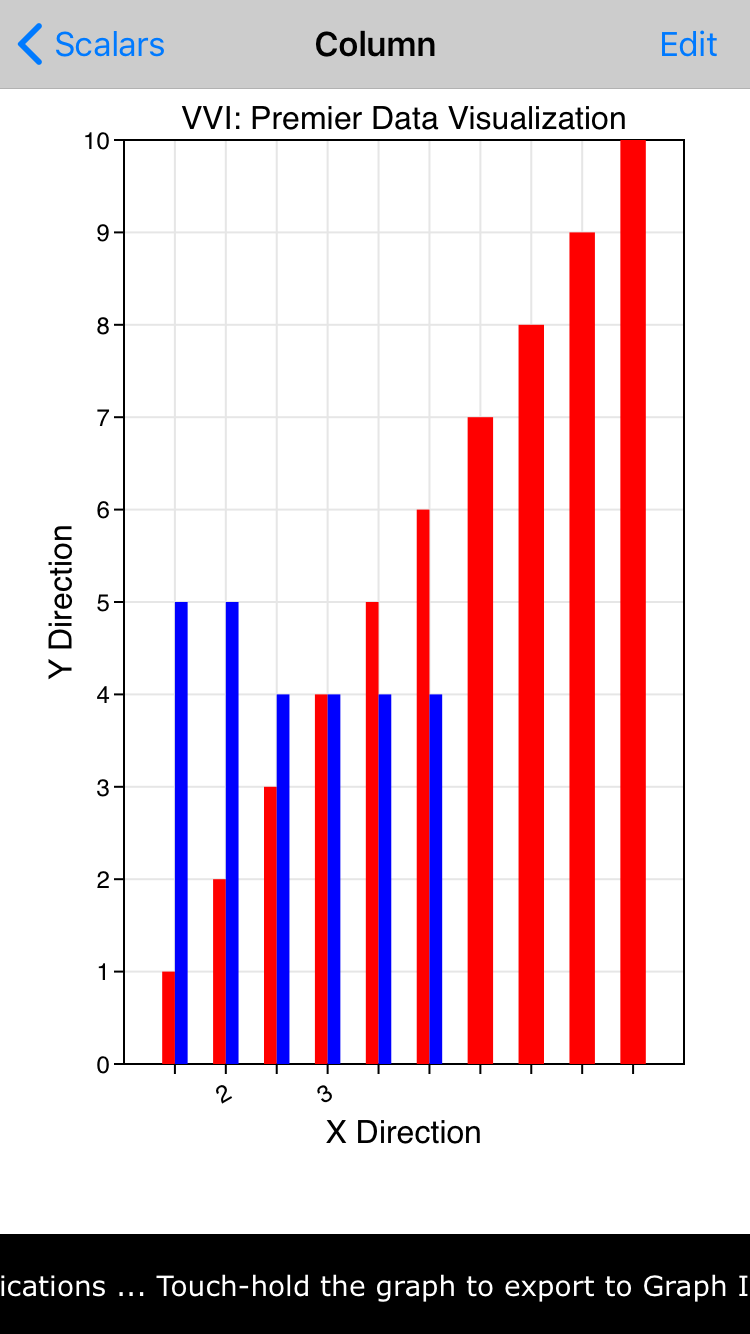 Scalars
Column
Edit
VVI: Premier Data Visualization
10
9
8
7
6
5
4
3
2
1
0
Y Direction
2
3
X Direction
ications ... Touch-hold the graph to export to Graph I